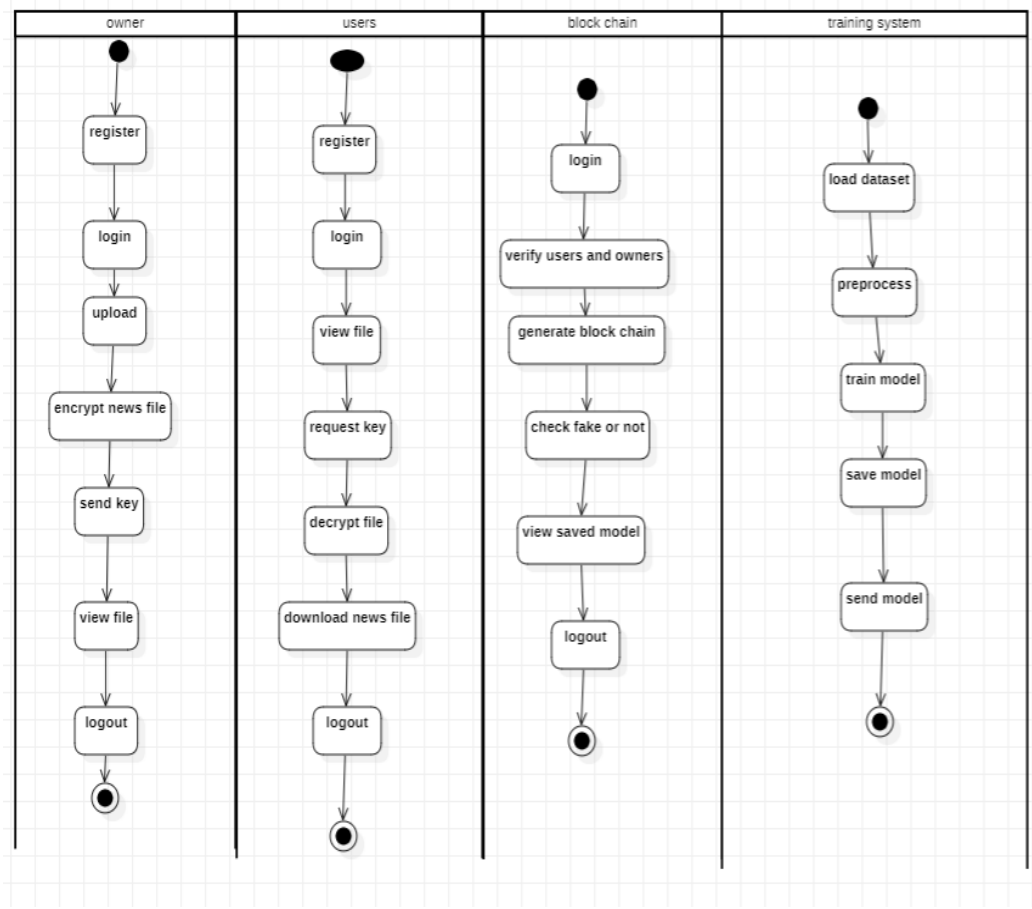 owner
users
block chain
training system
register
login
upload
encrypt news file
send key
view file
logout
register
login
view file
request key
decrypt file
download news file
logout
login
verify users and owners
generate block chain
check fake or not
view saved model
logout
load dataset
preprocess
train model
save model
send model